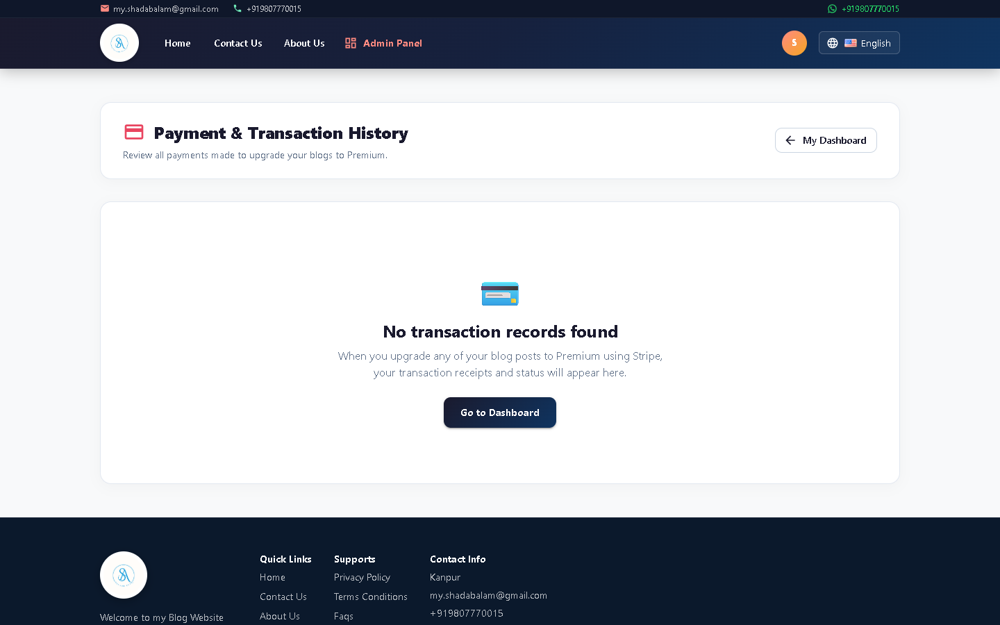 my.shadabalam@gmail.com
+919807770015
+919807770015
Home
Contact Us
About Us
Admin Panel
S
English
Payment & Transaction History
Review all payments made to upgrade your blogs to Premium.
My Dashboard
No transaction records found
When you upgrade any of your blog posts to Premium using Stripe,
your transaction receipts and status will appear here.
Go to Dashboard
Welcome to my Blog Website
Quick Links
Home
Contact Us
About Us
Supports
Privacy Policy
Terms Conditions
Faqs
Contact Info
Kanpur
my.shadabalam@gmail.com
+919807770015